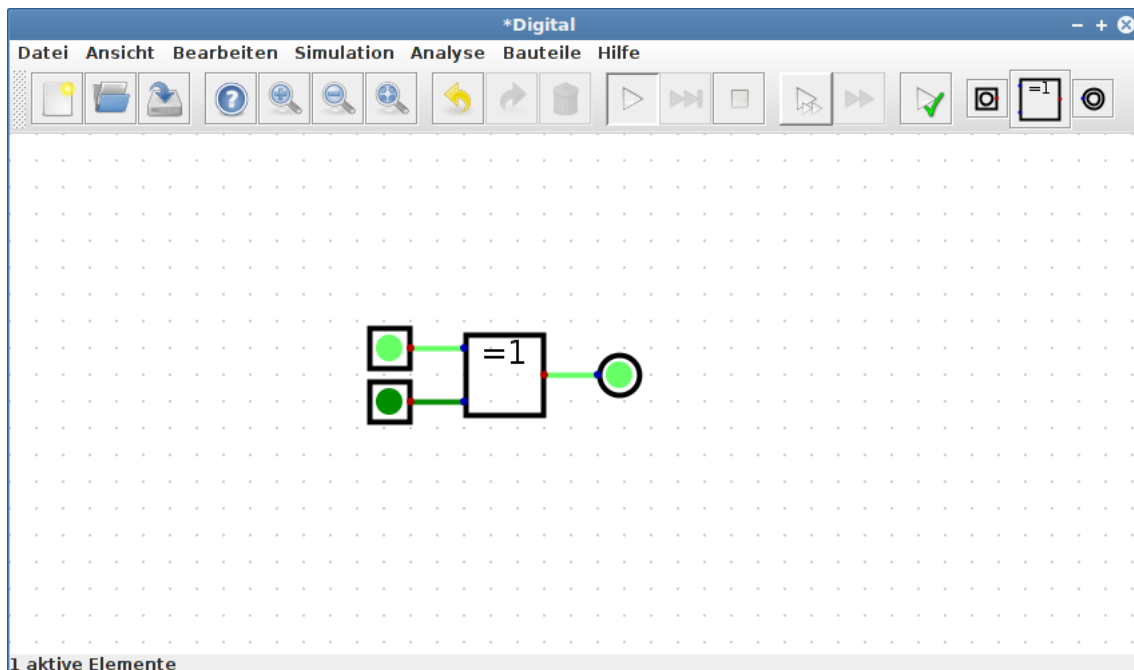 *Digital
Datei Ansicht Bearbeiten Simulation Analyse Bauteile Hilfe
?
=1
=1
1 aktive Elemente